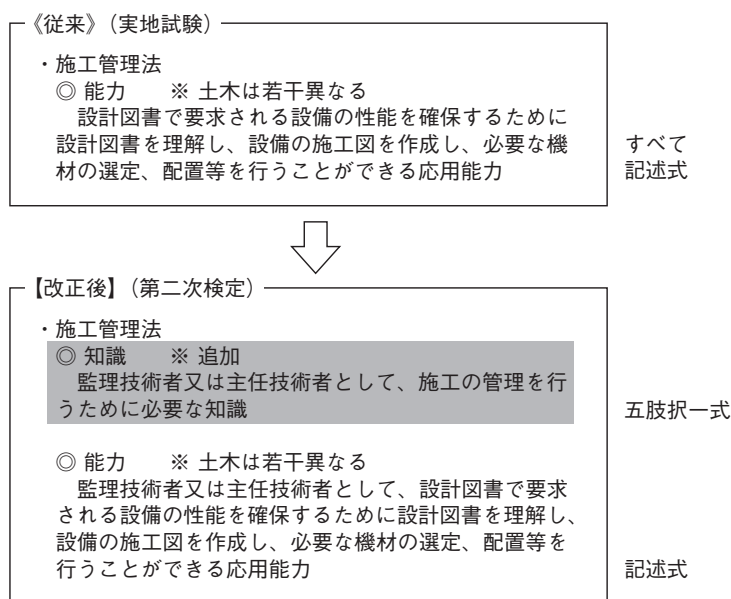 《従来》（実地試験）
・施工管理法
◎ 能力　※ 土木は若干異なる
設計図書で要求される設備の性能を確保するために
設計図書を理解し、設備の施工図を作成し、必要な機
材の選定、配置等を行うことができる応用能力
すべて
記述式
【改正後】（第二次検定）
・施工管理法
◎ 知識　※ 追加
監理技術者又は主任技術者として、施工の管理を行
うために必要な知識
五肢択一式
◎ 能力　※ 土木は若干異なる
監理技術者又は主任技術者として、設計図書で要求
される設備の性能を確保するために設計図書を理解し、
設備の施工図を作成し、必要な機材の選定、配置等を
行うことができる応用能力
記述式